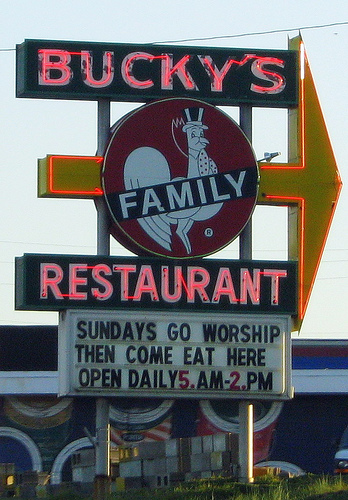 BUCKY'S
FAMILY
®
RESTAURANT
SUNDAYS GO WORSHIP
THEN COME EAT HERE
OPEN DAILY 5.AM-2.PM